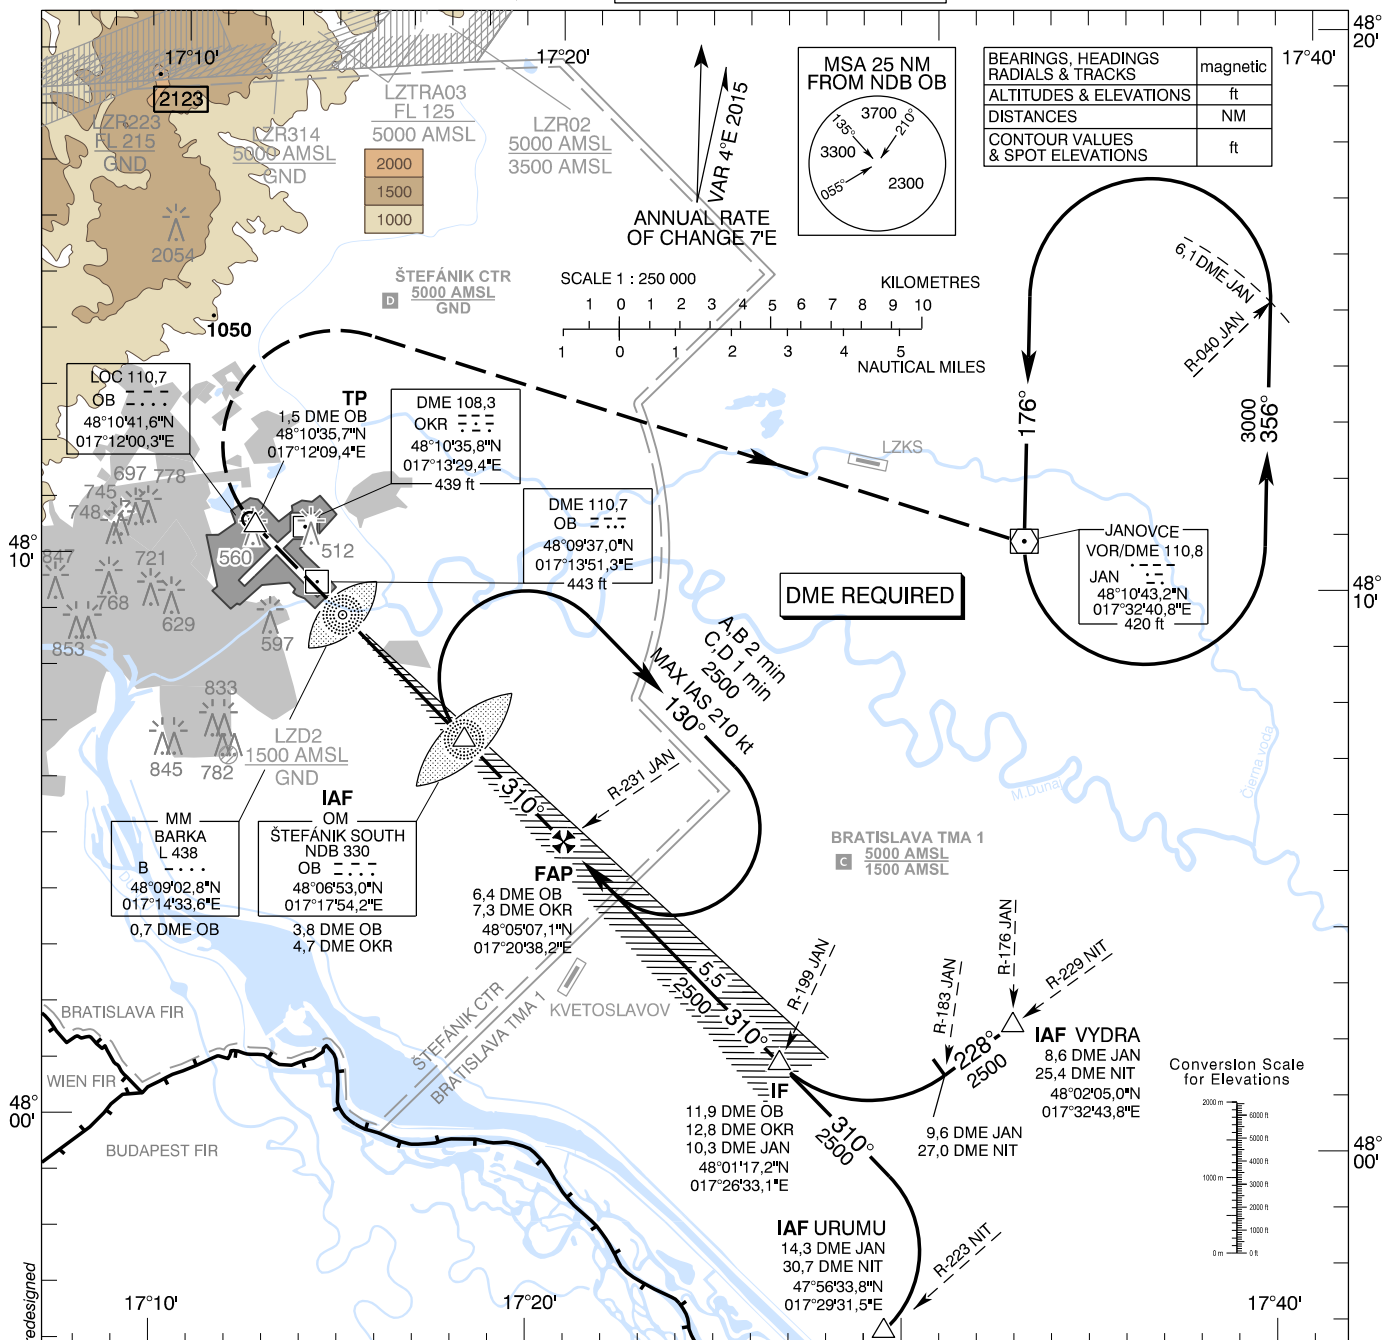 17°10'
17°20'
17°40'
48°
20'
2123
LZR223
FL 215
GND
LZR314
5000 AMSL
GND
LZTRA03
FL 125
5000 AMSL
LZR02
5000 AMSL
3500 AMSL
2000
1500
1000
2054
VAR 4°E 2015
ANNUAL RATE
OF CHANGE 7'E
MSA 25 NM
FROM NDB OB
3700
135°
210°
3300
055°
2300
BEARINGS, HEADINGS
RADIALS & TRACKS
magnetic
ALTITUDES & ELEVATIONS
ft
DISTANCES
NM
CONTOUR VALUES
& SPOT ELEVATIONS
ft
ŠTEFÁNIK CTR
D
5000 AMSL
GND
SCALE 1 : 250 000
KILOMETRES
1 0 1 2 3 4 5 6 7 8 9 10
1 0 1 2 3 4 5
NAUTICAL MILES
1050
6,1 DME JAN
R-040 JAN
176°
3000
356°
LOC 110,7
OB
48°10'41,6"N
017°12'00,3"E
TP
1,5 DME OB
48°10'35,7"N
017°12'09,4"E
DME 108,3
OKR
48°10'35,8"N
017°13'29,4"E
439 ft
LZKS
DME 110,7
OB
48°09'37,0"N
017°13'51,3"E
443 ft
697
778
745
748
847
721
768
629
853
560
512
597
833
845
782
48°
10'
48°
10'
DME REQUIRED
JANOVCE
VOR/DME 110,8
JAN
48°10'43,2"N
017°32'40,8"E
420 ft
A,B 2 min
C,D 1 min
2500
MAX IAS 210 kt
130°
LZD2
1500 AMSL
GND
310°
R-231 JAN
M.Dunaj
Čierna voda
MM
BARKA
L 438
B
48°09'02,8"N
017°14'33,6"E
0,7 DME OB
IAF
OM
ŠTEFÁNIK SOUTH
NDB 330
OB
48°06'53,0"N
017°17'54,2"E
3,8 DME OB
4,7 DME OKR
FAP
6,4 DME OB
7,3 DME OKR
48°05'07,1"N
017°20'38,2"E
BRATISLAVA TMA 1
C
5000 AMSL
1500 AMSL
5,5
2500
310°
R-199 JAN
R-183 JAN
R-176 JAN
R-229 NIT
KVETOSLAVOV
ŠTEFÁNIK CTR
BRATISLAVA TMA 1
BRATISLAVA FIR
WIEN FIR
BUDAPEST FIR
228°
2500
IAF VYDRA
8,6 DME JAN
25,4 DME NIT
48°02'05,0"N
017°32'43,8"E
9,6 DME JAN
27,0 DME NIT
IF
11,9 DME OB
12,8 DME OKR
10,3 DME JAN
48°01'17,2"N
017°26'33,1"E
310°
2500
Conversion Scale
for Elevations
2000 m
1000 m
0 m
6000 ft
5000 ft
4000 ft
3000 ft
2000 ft
1000 ft
0 ft
48°
00'
48°
00'
IAF URUMU
14,3 DME JAN
30,7 DME NIT
47°56'33,8"N
017°29'31,5"E
R-223 NIT
redesigned
17°10'
17°20'
17°40'